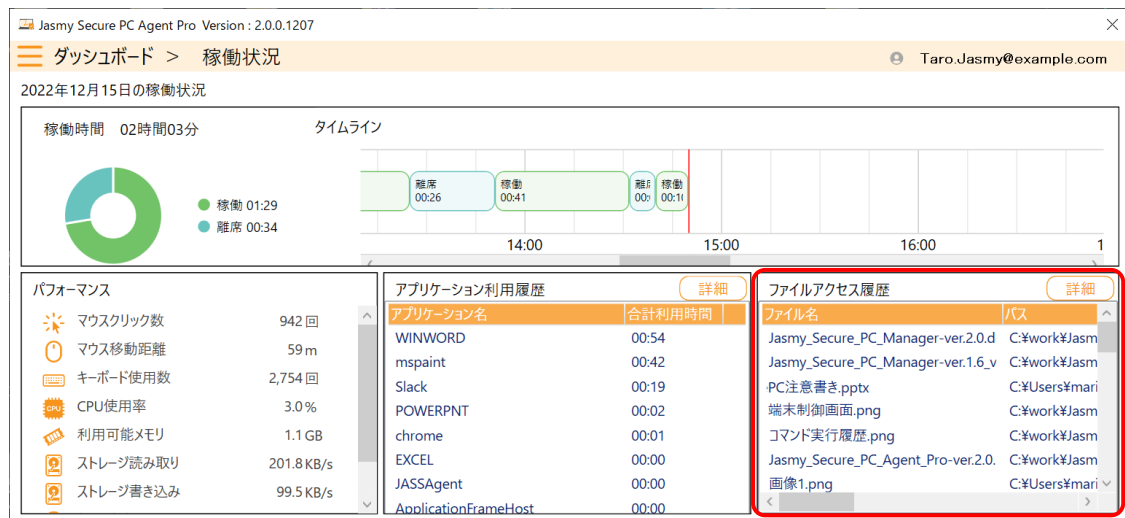 Jasmy Secure PC Agent Pro Version : 2.0.0.1207
ダッシュボード > 稼働状況
Taro.Jasmy@example.com
2022年12月15日の稼働状況
稼働時間 02時間03分
タイムライン
稼働 01:29
離席 00:34
離席
00:26
稼働
00:41
離席
稼働
00:10
14:00
15:00
16:00
1
パフォーマンス
マウスクリック数 942 回
マウス移動距離 59 m
キーボード使用数 2,754 回
CPU使用率 3.0 %
利用可能メモリ 1.1 GB
ストレージ読み取り 201.8 KB/s
ストレージ書き込み 99.5 KB/s
アプリケーション利用履歴 詳細
アプリケーション名 合計利用時間
WINWORD 00:54
mspaint 00:42
Slack 00:19
POWERPNT 00:02
chrome 00:01
EXCEL 00:00
JASSAgent 00:00
ApplicationFrameHost 00:00
ファイルアクセス履歴 詳細
ファイル名 パス
Jasmy_Secure_PC_Manager-ver.2.0.d C:¥work¥Jasm
Jasmy_Secure_PC_Manager-ver.1.6_v C:¥work¥Jasm
PC注意書き.pptx C:¥Users¥mari
端末制御画面.png C:¥work¥Jasm
コマンド実行履歴.png C:¥work¥Jasm
Jasmy_Secure_PC_Agent_Pro-ver.2.0. C:¥work¥Jasm
画像1.png C:¥Users¥mari